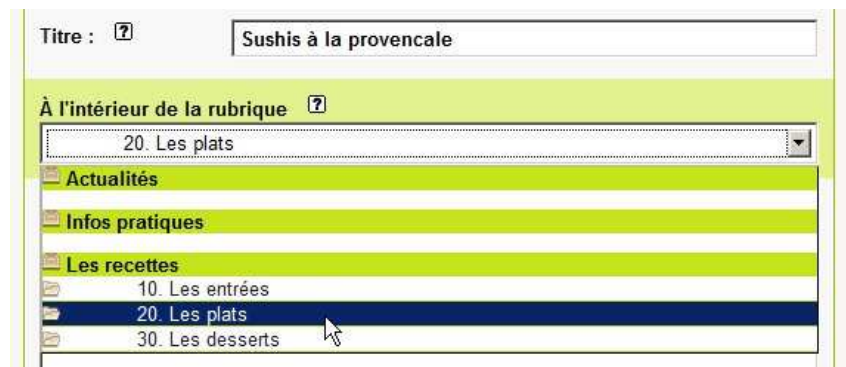 Titre : ? Sushis à la provencale
À l'intérieur de la rubrique ?
20. Les plats
Actualités
Infos pratiques
Les recettes
10. Les entrées
20. Les plats
30. Les desserts